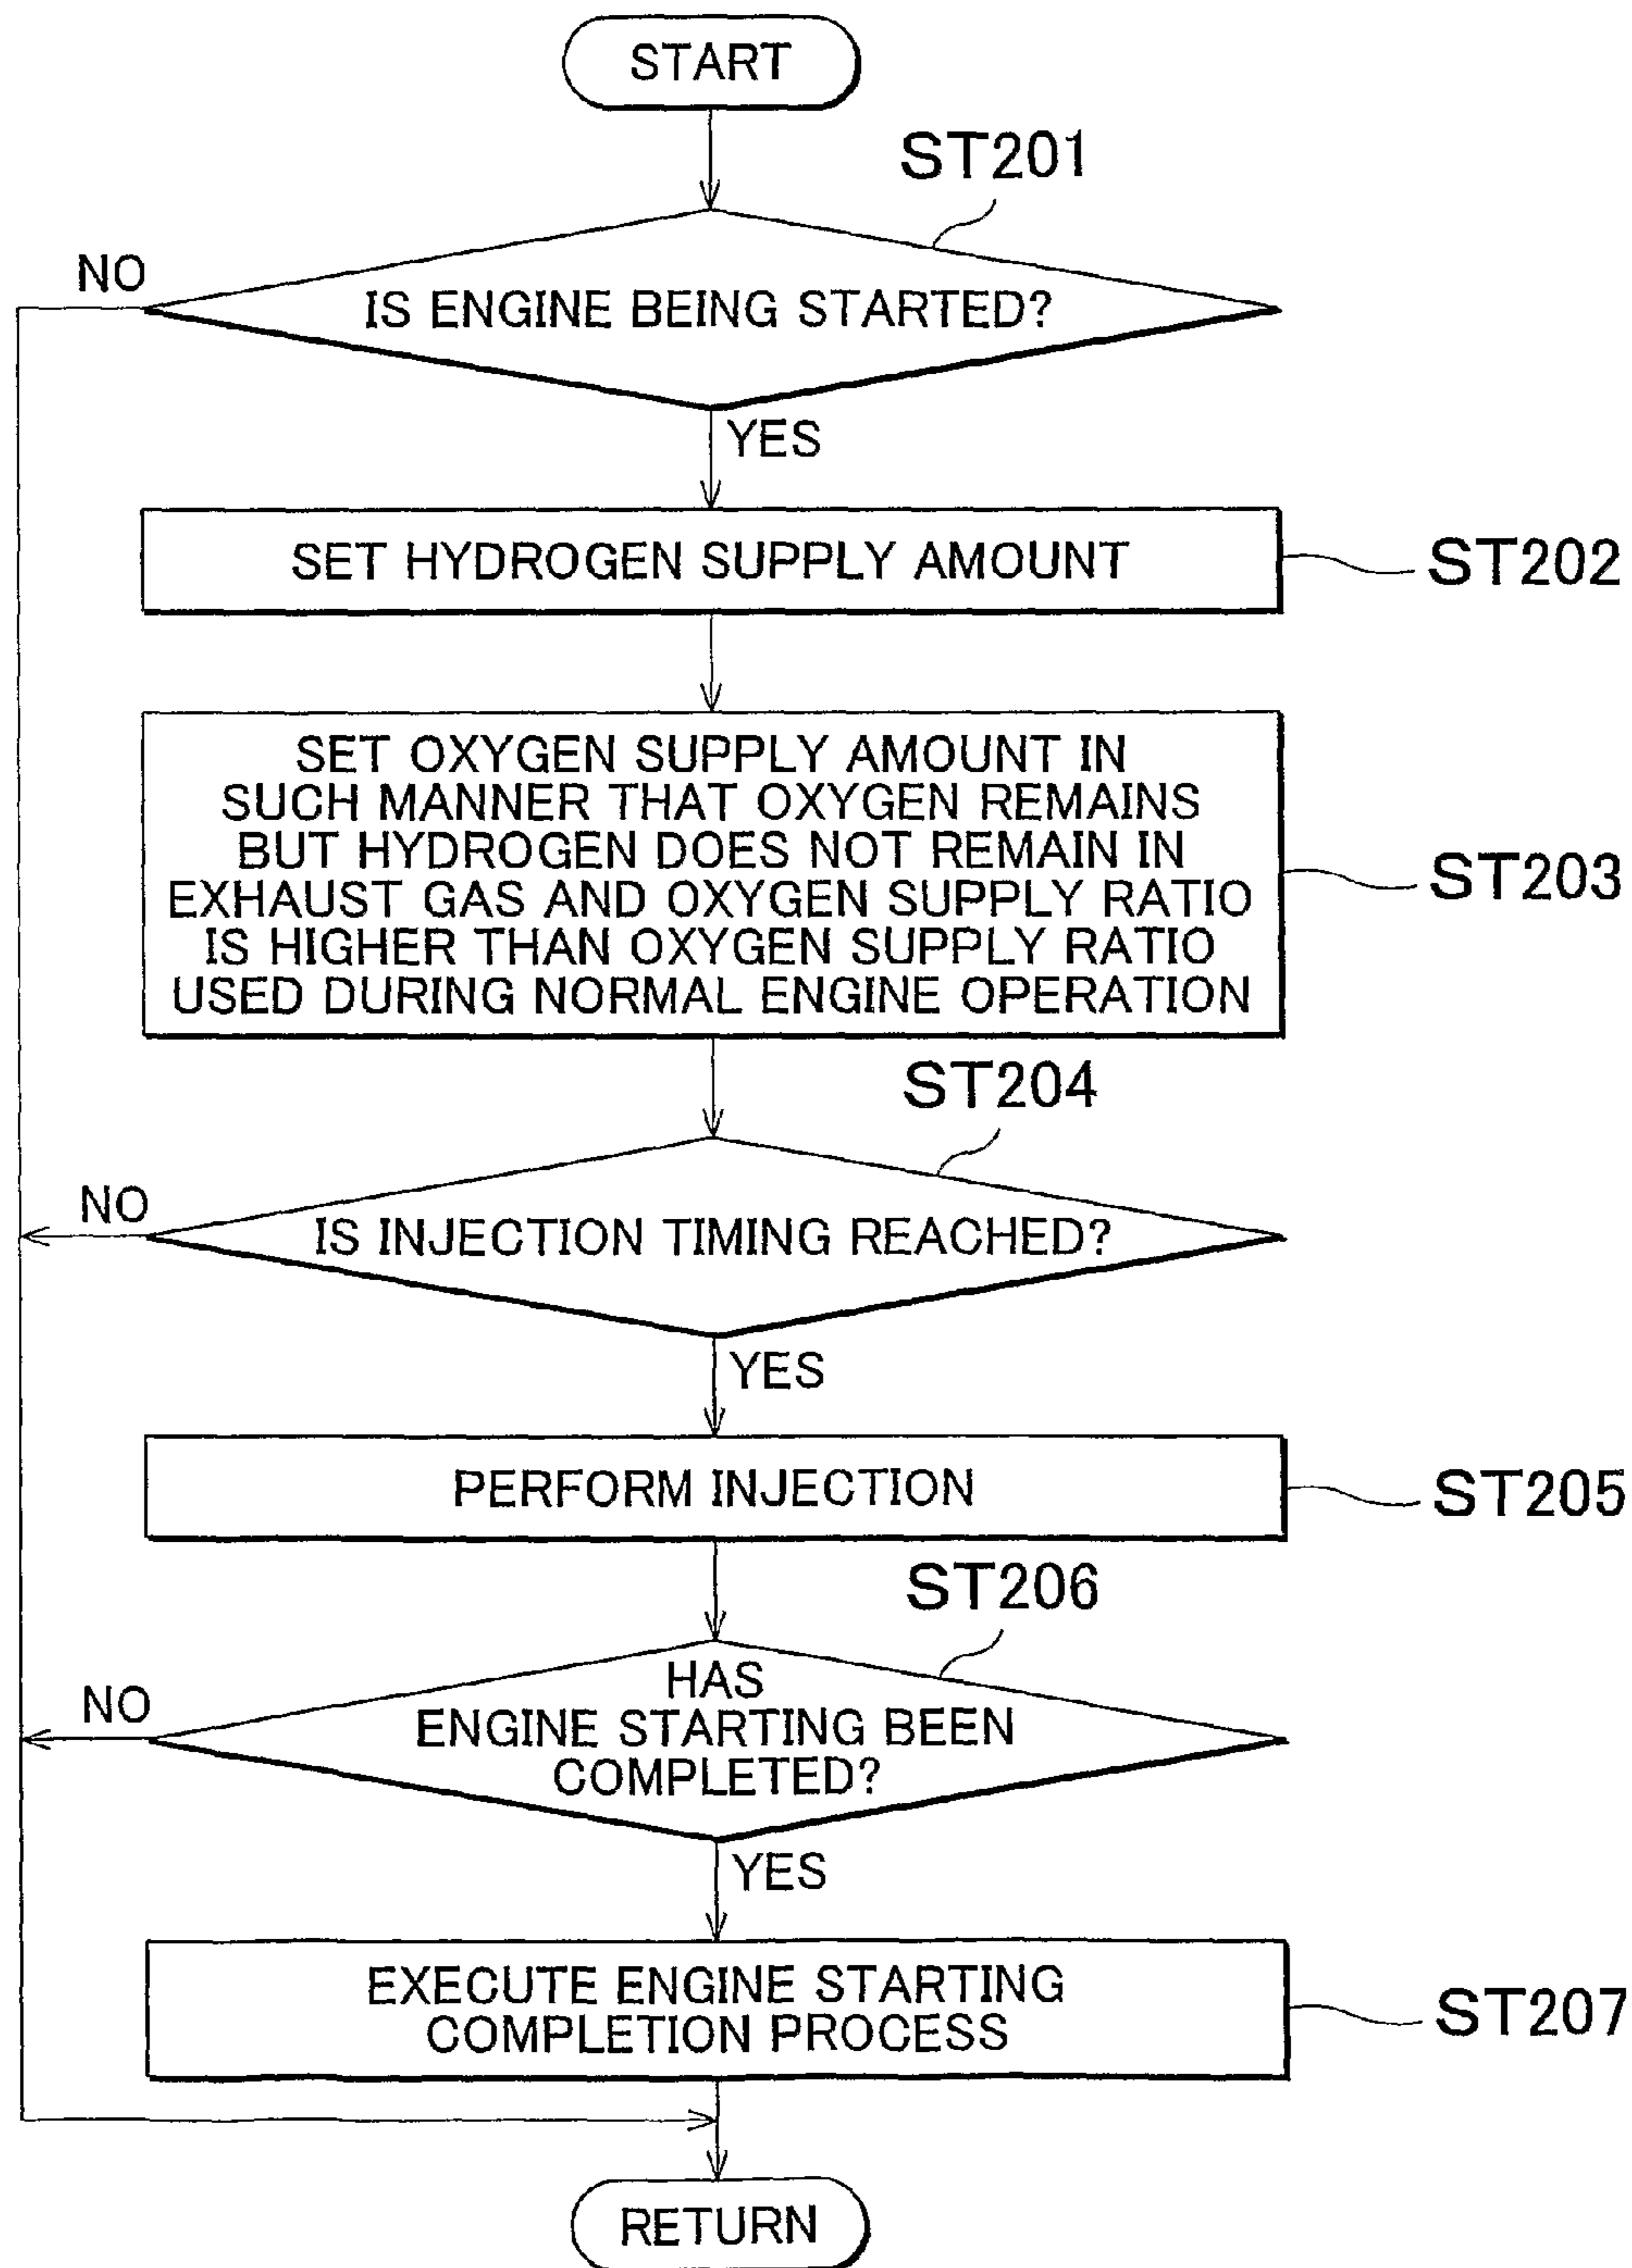 START
ST201
NO
IS ENGINE BEING STARTED?
YES
SET HYDROGEN SUPPLY AMOUNT
ST202
SET OXYGEN SUPPLY AMOUNT IN
SUCH MANNER THAT OXYGEN REMAINS
BUT HYDROGEN DOES NOT REMAIN IN
EXHAUST GAS AND OXYGEN SUPPLY RATIO
IS HIGHER THAN OXYGEN SUPPLY RATIO
USED DURING NORMAL ENGINE OPERATION
ST203
ST204
NO
IS INJECTION TIMING REACHED?
YES
PERFORM INJECTION
ST205
ST206
NO
HAS
ENGINE STARTING BEEN
COMPLETED?
YES
EXECUTE ENGINE STARTING
COMPLETION PROCESS
ST207
RETURN